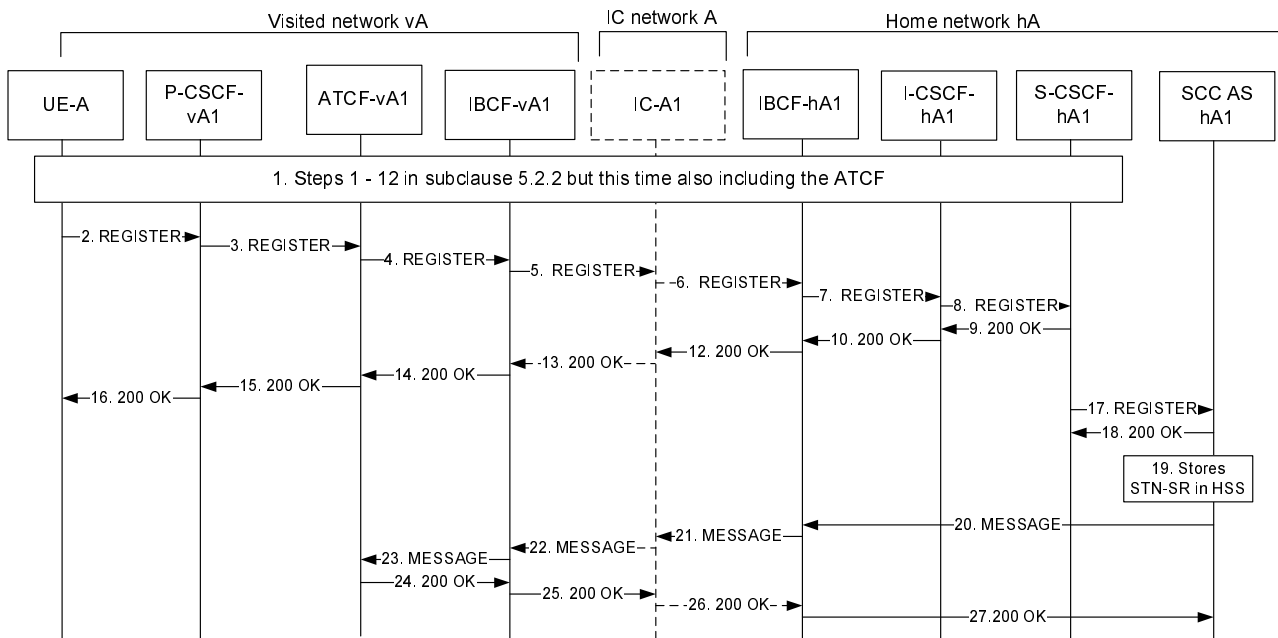 Visited network vA
IC network A
Home network hA
UE-A
P-CSCF-
vA1
ATCF-vA1
IBCF-vA1
IC-A1
IBCF-hA1
I-CSCF-
hA1
S-CSCF-
hA1
SCC AS
hA1
1. Steps 1 - 12 in subclause 5.2.2 but this time also including the ATCF
2. REGISTER
3. REGISTER
4. REGISTER
5. REGISTER
6. REGISTER
7. REGISTER
8. REGISTER
9. 200 OK
10. 200 OK
12. 200 OK
13. 200 OK
14. 200 OK
15. 200 OK
16. 200 OK
17. REGISTER
18. 200 OK
19. Stores
STN-SR in HSS
20. MESSAGE
21. MESSAGE
22. MESSAGE
23. MESSAGE
24. 200 OK
25. 200 OK
26. 200 OK
27.200 OK